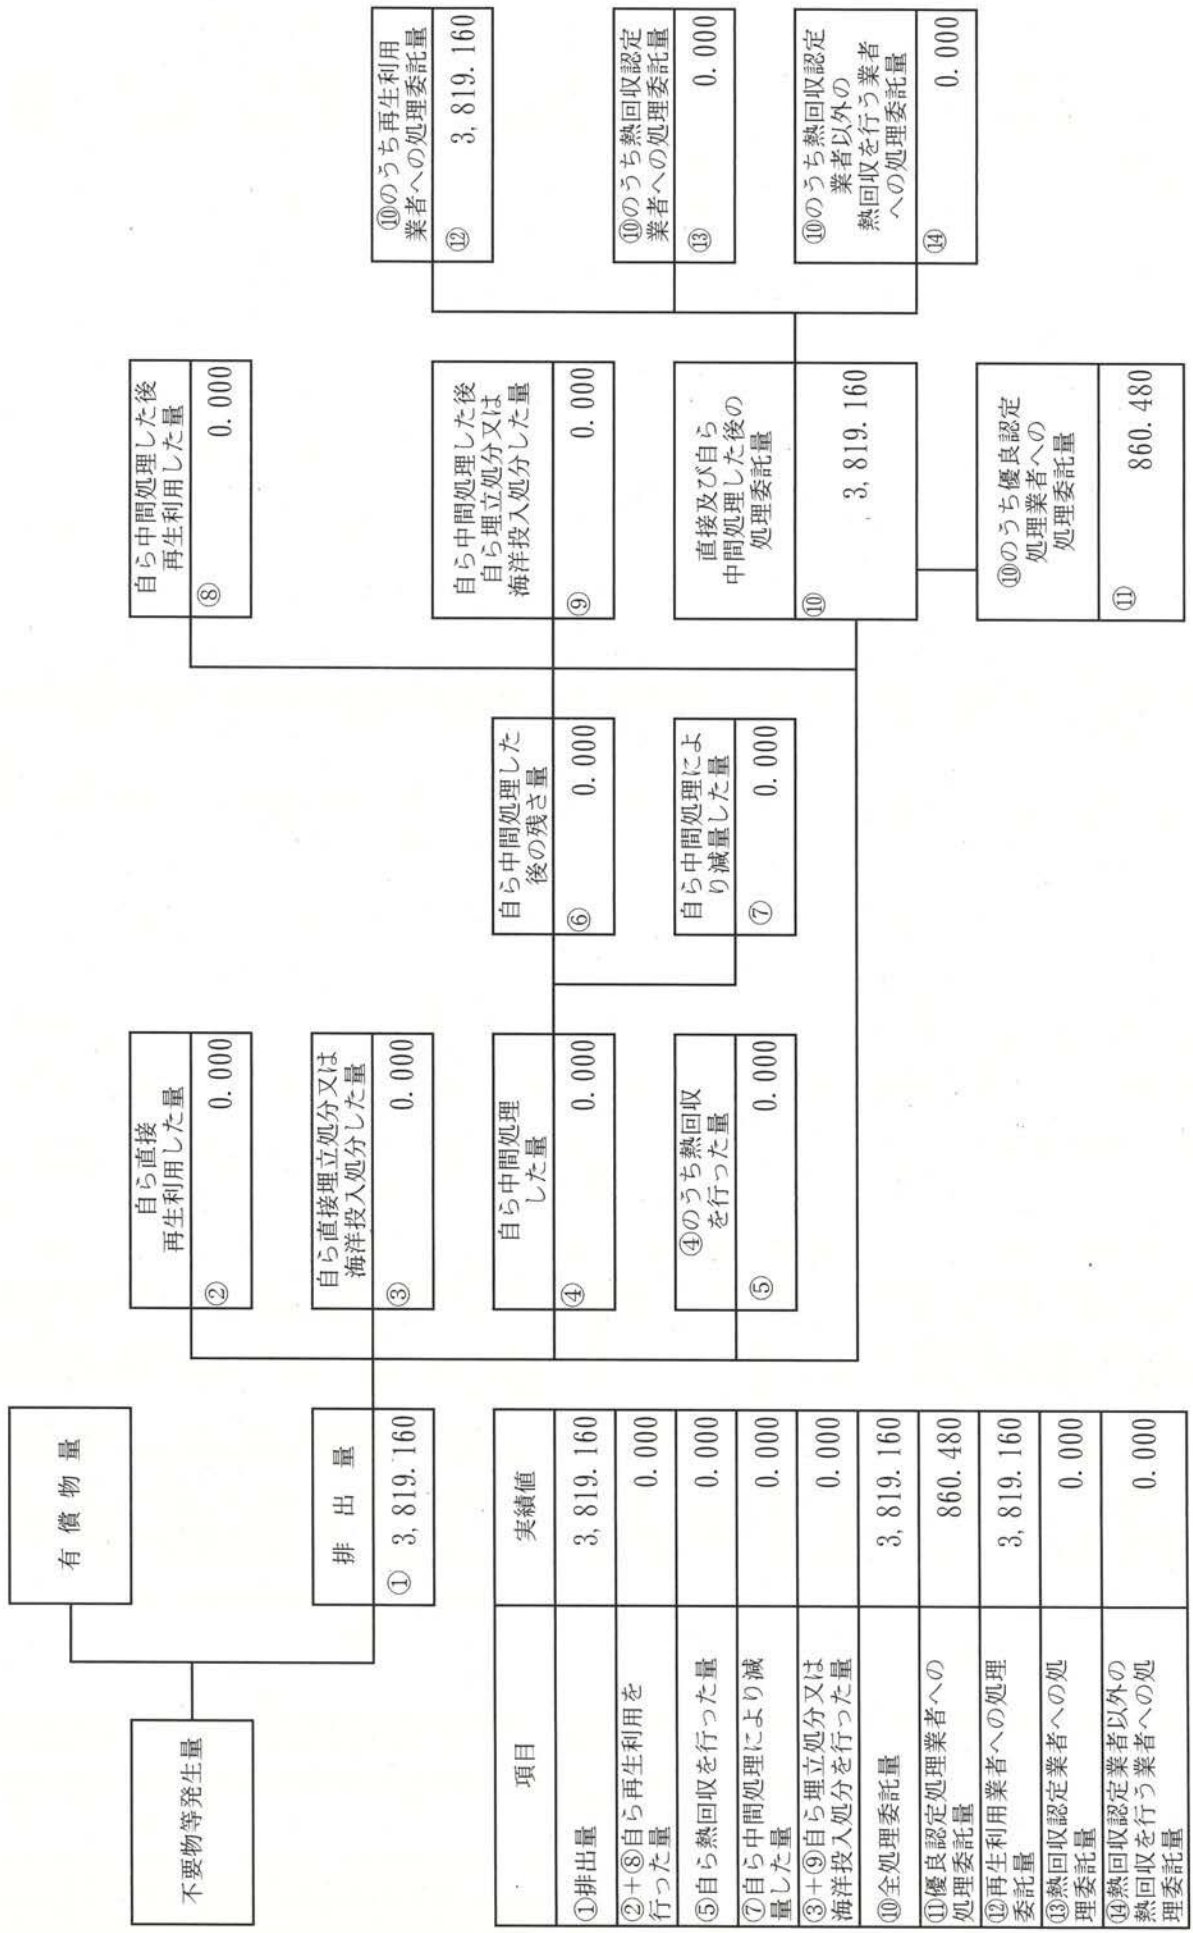 不要物等発生量
有償物量
排出量
① 3,819.160
自ら直接
再生利用した量
② 0.000
自ら直接埋立処分又は
海洋投入処分した量
③ 0.000
自ら中間処理
した量
④ 0.000
④のうち熱回収
を行った量
⑤ 0.000
自ら中間処理した
後の残さ量
⑥ 0.000
自ら中間処理によ
り減量した量
⑦ 0.000
自ら中間処理した後
再生利用した量
⑧ 0.000
自ら中間処理した後
自ら埋立処分又は
海洋投入処分した量
⑨ 0.000
直接及び自ら
中間処理した後の
処理委託量
⑩ 3,819.160
⑩のうち優良認定
処理業者への
処理委託量
⑪ 860.480
⑩のうち再生利用
業者への処理委託量
⑫ 3,819.160
⑩のうち熱回収認定
業者への処理委託量
⑬ 0.000
⑩のうち熱回収認定
業者以外の
熱回収を行う業者
への処理委託量
⑭ 0.000
項目 実績値
①排出量 3,819.160
②+⑧自ら再生利用を
行った量 0.000
⑤自ら熱回収を行った量 0.000
⑦自ら中間処理により減
量した量 0.000
③+⑨自ら埋立処分又は
海洋投入処分を行った量 0.000
⑩全処理委託量 3,819.160
⑪優良認定処理業者への
処理委託量 860.480
⑫再生利用業者への処理
委託量 3,819.160
⑬熱回収認定業者への処
理委託量 0.000
⑭熱回収認定業者以外の
熱回収を行う業者への処
理委託量 0.000